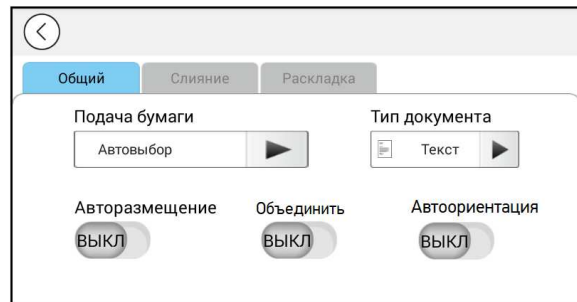 Общий Слияние Раскладка
Подача бумаги Тип документа
Автовыбор Текст
Авторазмещение Объединить Автоориентация
ВЫКЛ ВЫКЛ ВЫКЛ